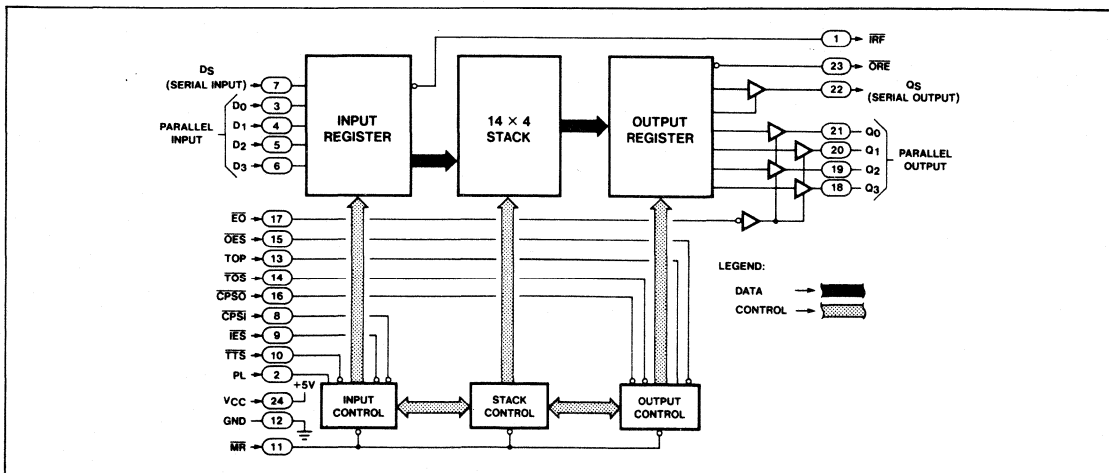 1 IRF
23 ORE
DS
(SERIAL INPUT) 7
22 QS
(SERIAL OUTPUT)
PARALLEL
INPUT
D0 3
D1 4
D2 5
D3 6
INPUT
REGISTER
14 × 4
STACK
OUTPUT
REGISTER
21 Q0
20 Q1
19 Q2
18 Q3
PARALLEL
OUTPUT
EO 17
OES 15
TOP 13
TOS 14
CPSO 16
CPSI 8
IES 9
TTS 10
PL 2
+5V
VCC 24
GND 12
MR 11
INPUT
CONTROL
STACK
CONTROL
OUTPUT
CONTROL
LEGEND:
DATA
CONTROL